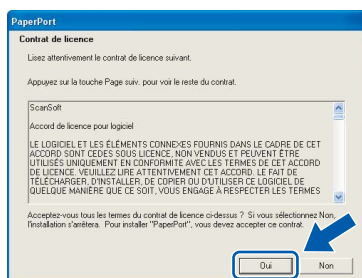 PaperPort
Contrat de licence
Lisez attentivement le contrat de licence suivant.
Appuyez sur la touche Page suiv. pour voir le reste du contrat.
ScanSoft
Accord de licence pour logiciel
LE LOGICIEL ET LES ÉLÉMENTS CONNEXES FOURNIS DANS LE CADRE DE CET
ACCORD SONT CEDES SOUS LICENCE, NON VENDUS ET PEUVENT ÊTRE
UTILISÉS UNIQUEMENT EN CONFORMITE AVEC LES TERMES DE CET ACCORD
DE LICENCE. VEUILLEZ LIRE ATTENTIVEMENT CET ACCORD. LE FAIT DE
TÉLÉCHARGER, D'INSTALLER, DE COPIER OU D'UTILISER CE LOGICIEL DE
QUELQUE MANIÈRE QUE CE SOIT, VOUS ENGAGE À RESPECTER LES TERMES
Acceptez-vous tous les termes du contrat de licence ci-dessus ? Si vous sélectionnez Non,
l'installation s'arrêtera. Pour installer "PaperPort", vous devez accepter ce contrat.
Oui
Non